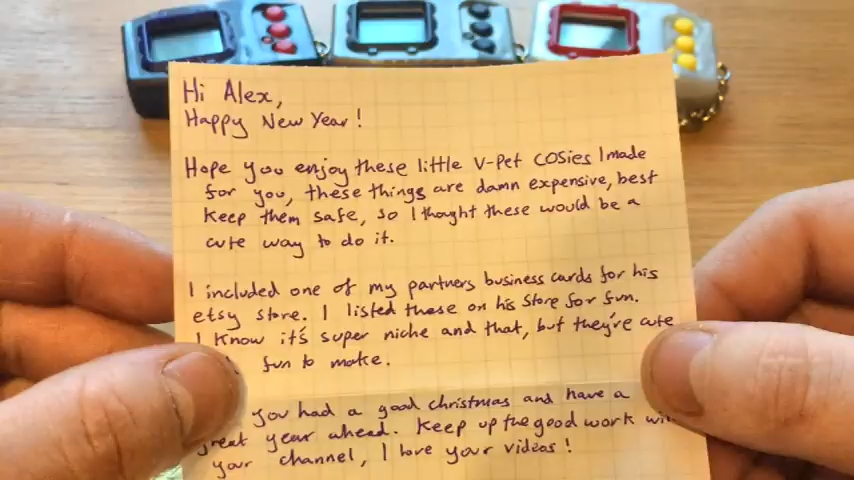 Hi Alex,
Happy New Year!
Hope you enjoy these little V-Pet cosies I made
for you, these things are damn expensive, best
keep them safe, so I thought these would be a
cute way to do it.
I included one of my partners business cards for his
etsy store. I listed these on his store for fun.
I know it's super niche and that, but they're cute
fun to make.
you had a good christmas and have a
great year ahead. Keep up the good work
your channel, I love your videos!